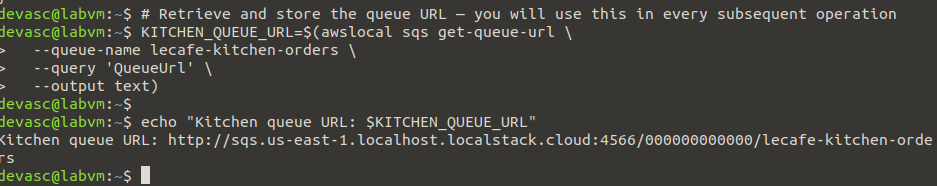 devasc@labvm:~$ # Retrieve and store the queue URL — you will use this in every subsequent operation
devasc@labvm:~$ KITCHEN_QUEUE_URL=$(awslocal sqs get-queue-url \
>   --queue-name lecafe-kitchen-orders \
>   --query 'QueueUrl' \
>   --output text)
devasc@labvm:~$
devasc@labvm:~$ echo "Kitchen queue URL: $KITCHEN_QUEUE_URL"
Kitchen queue URL: http://sqs.us-east-1.localhost.localstack.cloud:4566/000000000000/lecafe-kitchen-orde
rs
devasc@labvm:~$